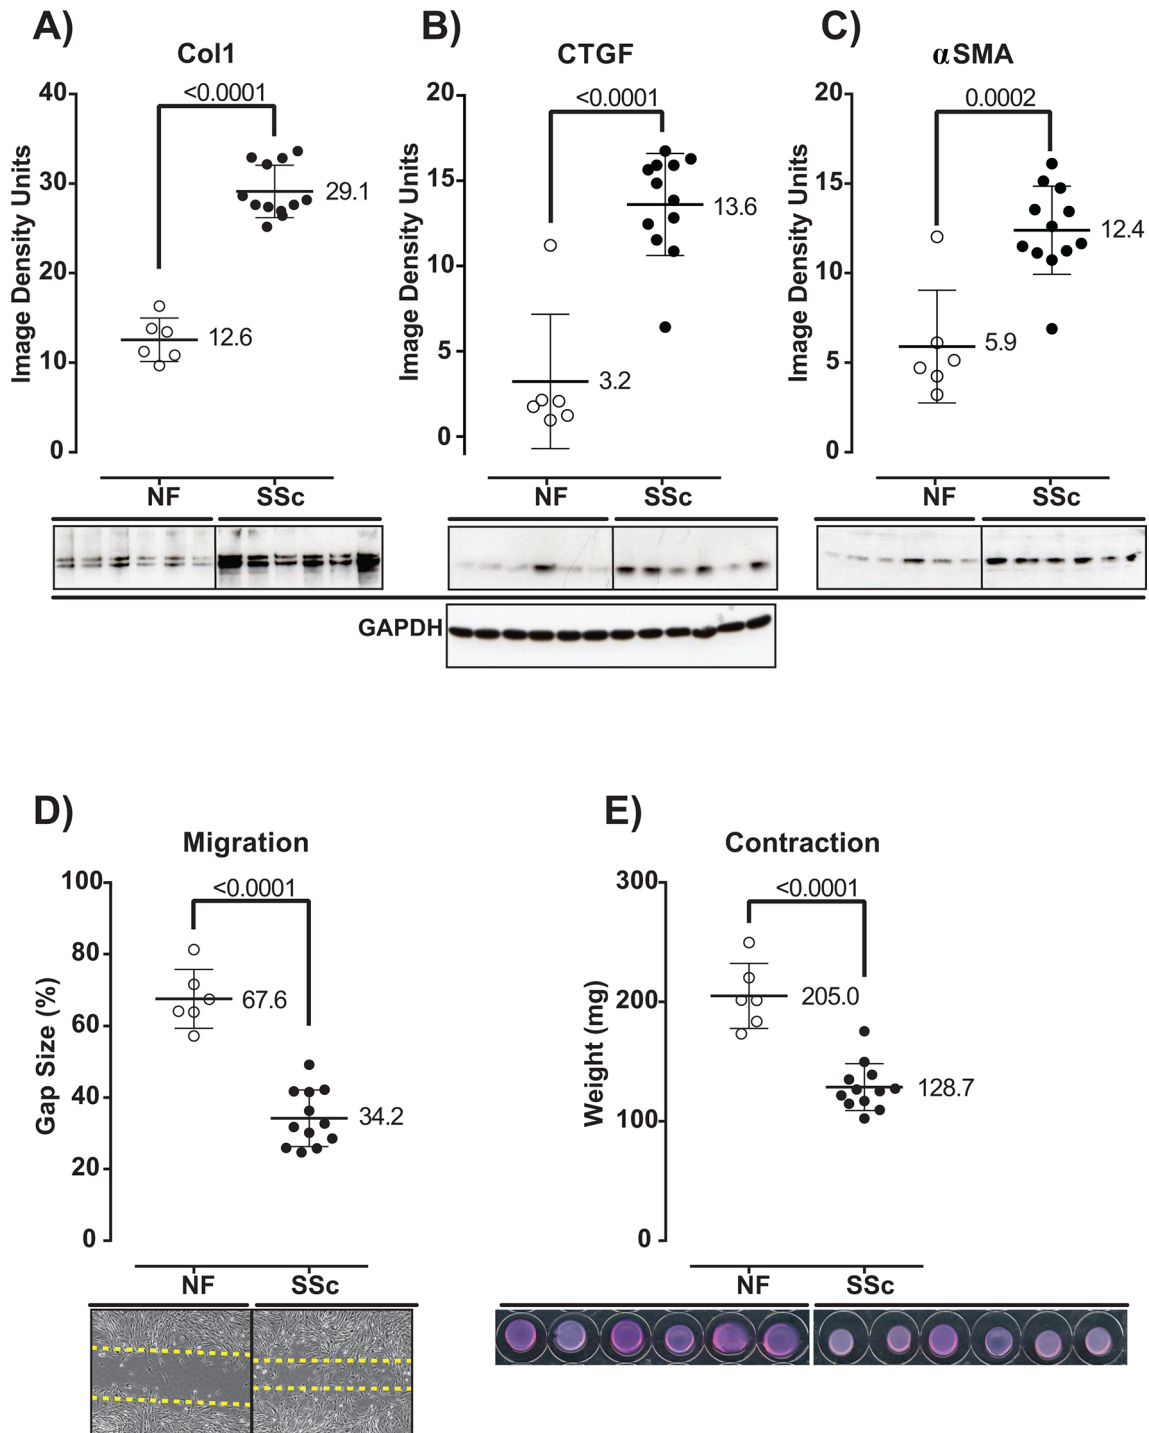 A)
Col1
Image Density Units
40
30
20
10
0
<0.0001
12.6
29.1
NF
SSc
B)
CTGF
Image Density Units
20
15
10
5
0
<0.0001
3.2
13.6
NF
SSc
C)
αSMA
Image Density Units
20
15
10
5
0
0.0002
5.9
12.4
NF
SSc
GAPDH
D)
Migration
Gap Size (%)
100
80
60
40
20
0
<0.0001
67.6
34.2
NF
SSc
E)
Contraction
Weight (mg)
300
200
100
0
<0.0001
205.0
128.7
NF
SSc